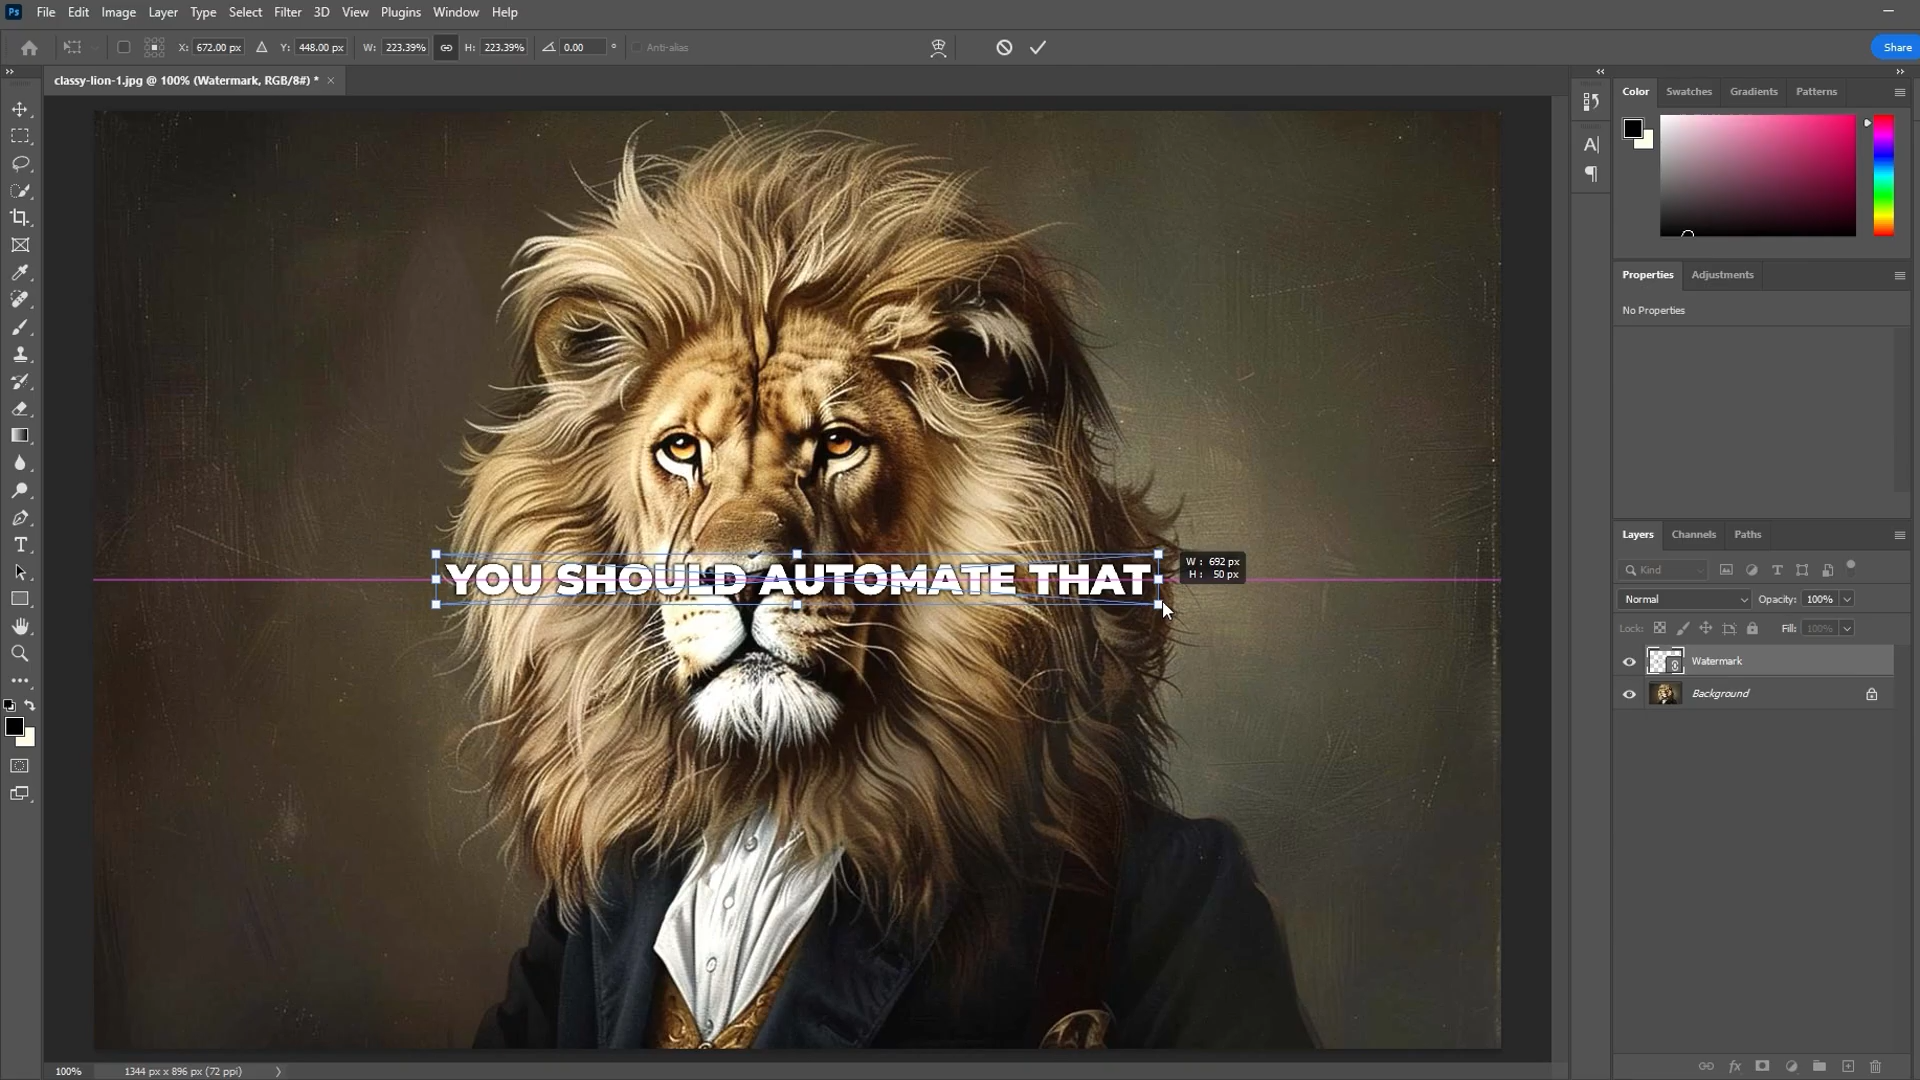 Ps File Edit Image Layer Type Select Filter 3D View Plugins Window Help
X: 672.00 px Y: 448.00 px W: 223.39% H: 223.39% 0.00 ° Anti-alias Share
classy-lion-1.jpg @ 100% (Watermark, RGB/8#) *
Color Swatches Gradients Patterns
Properties Adjustments
No Properties
YOU SHOULD AUTOMATE THAT
W : 692 px
H : 50 px
Layers Channels Paths
Kind
Normal Opacity: 100%
Lock: Fill: 100%
Watermark
Background
100% 1344 px x 896 px (72 ppi)